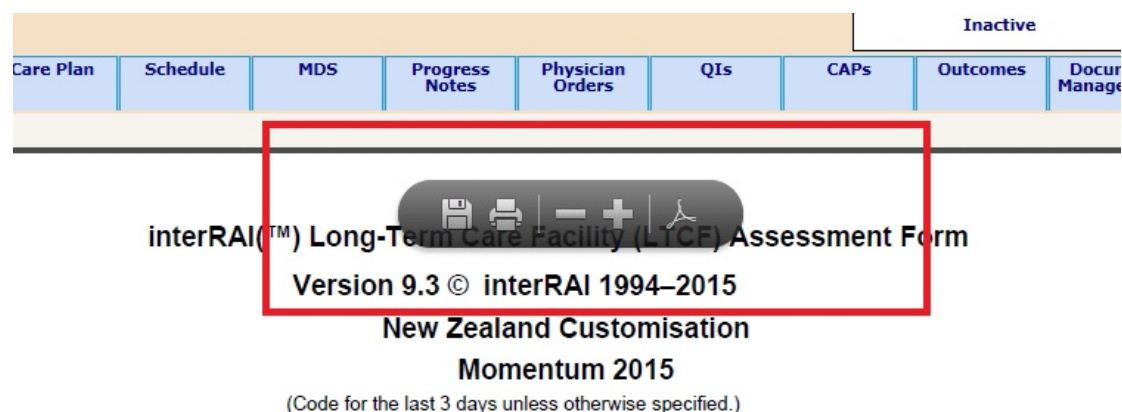 Inactive
Care Plan Schedule MDS Progress Notes Physician Orders QIs CAPs Outcomes
interRAI(™) Long-Term Care Facility (LTCF) Assessment Form
Version 9.3 © interRAI 1994–2015
New Zealand Customisation
Momentum 2015
(Code for the last 3 days unless otherwise specified.)